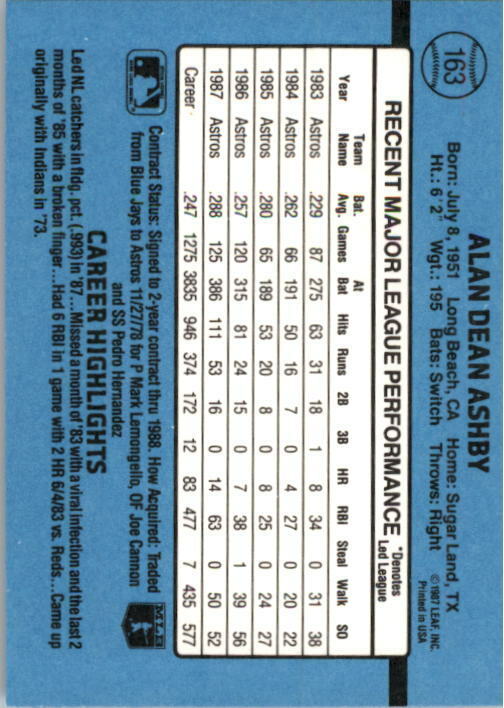 163
ALAN DEAN ASHBY
Born: July 8, 1951 Long Beach, CA Home: Sugar Land, TX
Ht.: 6'2" Wgt.: 195 Bats: Switch Throws: Right
© 1987 LEAF, INC.
Printed in USA
RECENT MAJOR LEAGUE PERFORMANCE *Denotes Led League
Year Team Name Bat. Avg. Games At Bat Hits Runs 2B 3B HR RBI Steal Walk SO
1983 Astros .229 87 275 63 31 18 1 8 34 0 31 38
1984 Astros .262 66 191 50 16 7 0 4 27 0 20 22
1985 Astros .280 65 189 53 20 8 0 8 25 0 24 27
1986 Astros .257 120 315 81 24 15 0 7 38 1 39 56
1987 Astros .288 125 386 111 53 16 0 14 63 0 50 52
Career .247 1275 3835 946 374 172 12 83 477 7 435 577
Contract Status: Signed to 2-year contract thru 1988. How Acquired: Traded
from Blue Jays to Astros 11/27/78 for P Mark Lemongello, OF Joe Cannon
and SS Pedro Hernandez
MLB
CAREER HIGHLIGHTS
Led NL catchers in fldg. pct. (.993) in '87...Missed a month of '83 with a viral infection and the last 2
months of '85 with a broken finger...Had 6 RBI in 1 game with 2 HR 6/4/83 vs. Reds...Came up
originally with Indians in '73.